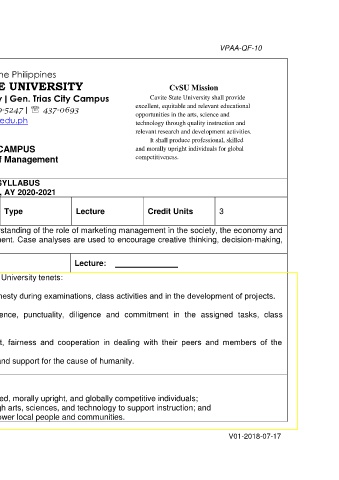 VPAA-QF-10
he Philippines
E UNIVERSITY
y | Gen. Trias City Campus
-5247 | ☏ 437-0693
edu.ph
CAMPUS
f Management
CvSU Mission
Cavite State University shall provide
excellent, equitable and relevant educational
opportunities in the arts, science and
technology through quality instruction and
relevant research and development activities.
It shall produce professional, skilled
and morally upright individuals for global
competitiveness.
SYLLABUS
, AY 2020-2021
Type Lecture Credit Units 3
rstanding of the role of marketing management in the society, the economy and
ent. Case analyses are used to encourage creative thinking, decision-making,
Lecture:
University tenets:
nesty during examinations, class activities and in the development of projects.
ence, punctuality, diligence and commitment in the assigned tasks, class
t, fairness and cooperation in dealing with their peers and members of the
and support for the cause of humanity.
ed, morally upright, and globally competitive individuals;
gh arts, sciences, and technology to support instruction; and
ower local people and communities.
V01-2018-07-17